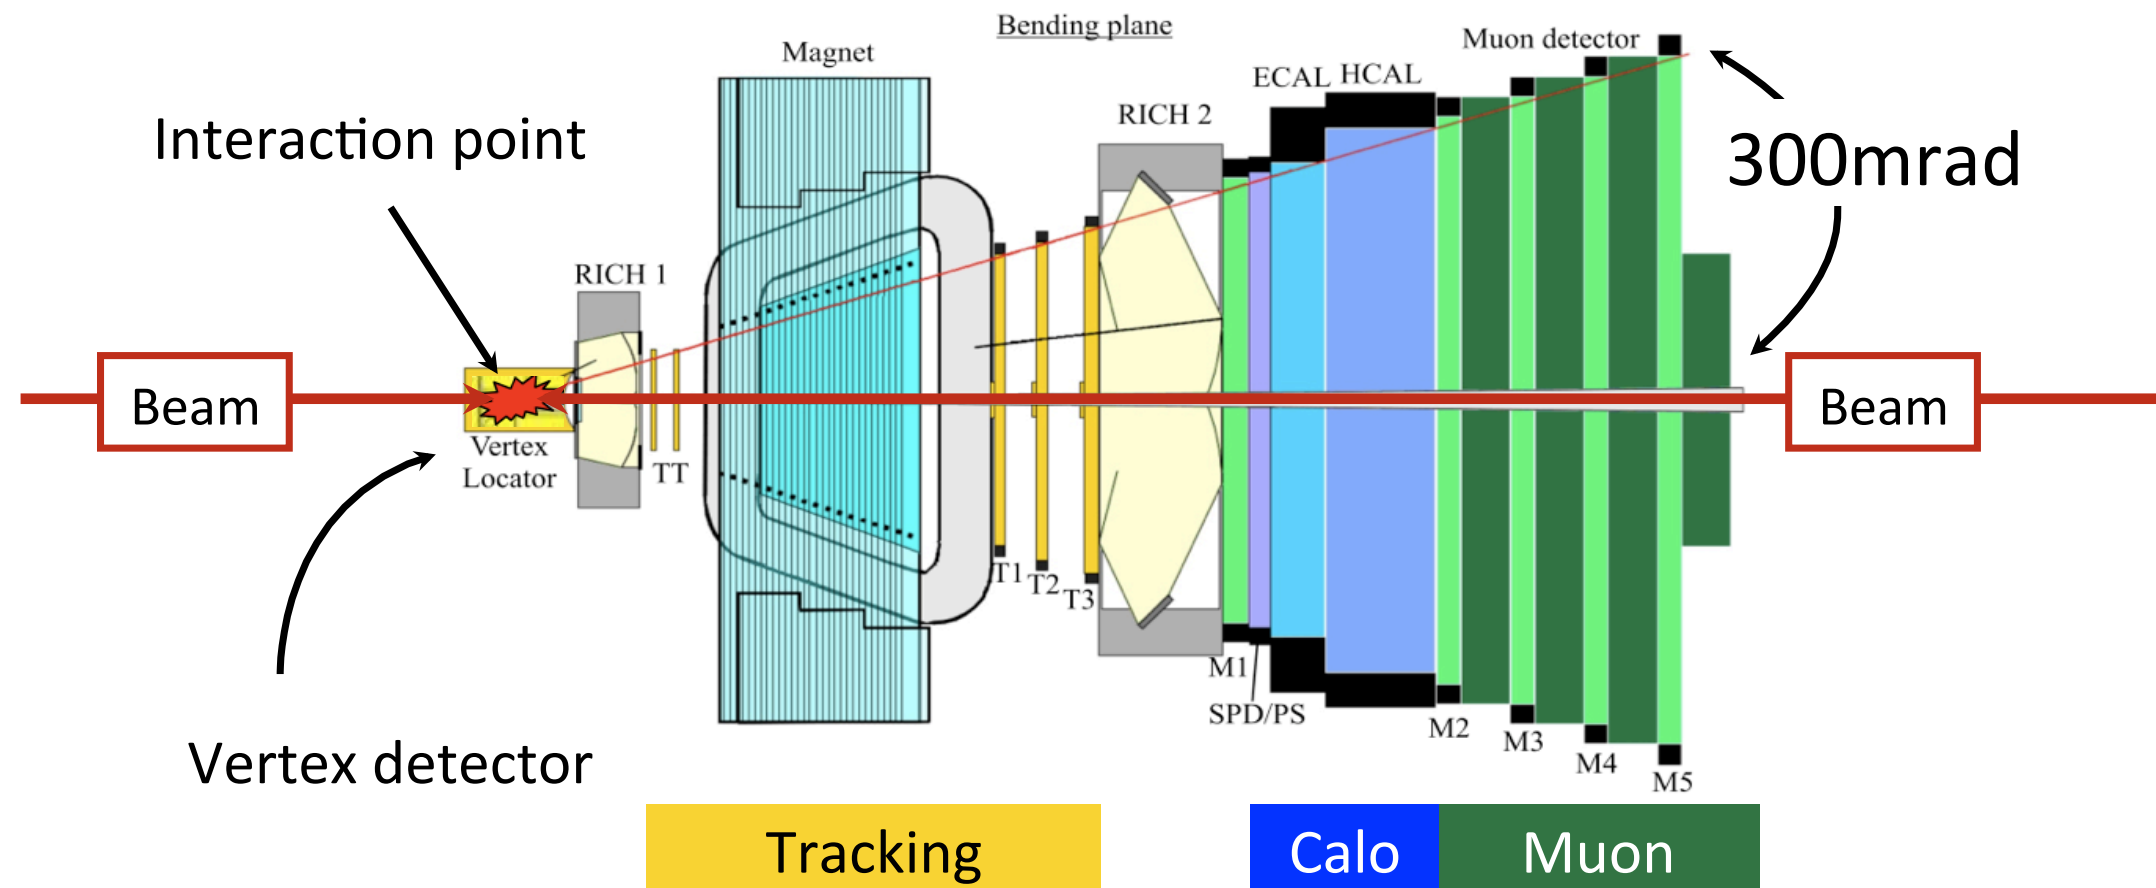 Bending plane
Magnet
Muon detector
ECAL
HCAL
RICH 2
Interaction point
300mrad
RICH 1
Beam
Beam
Vertex
Locator
TT
T1
T2
T3
M1
SPD/PS
M2
M3
M4
M5
Vertex detector
Tracking
Calo
Muon